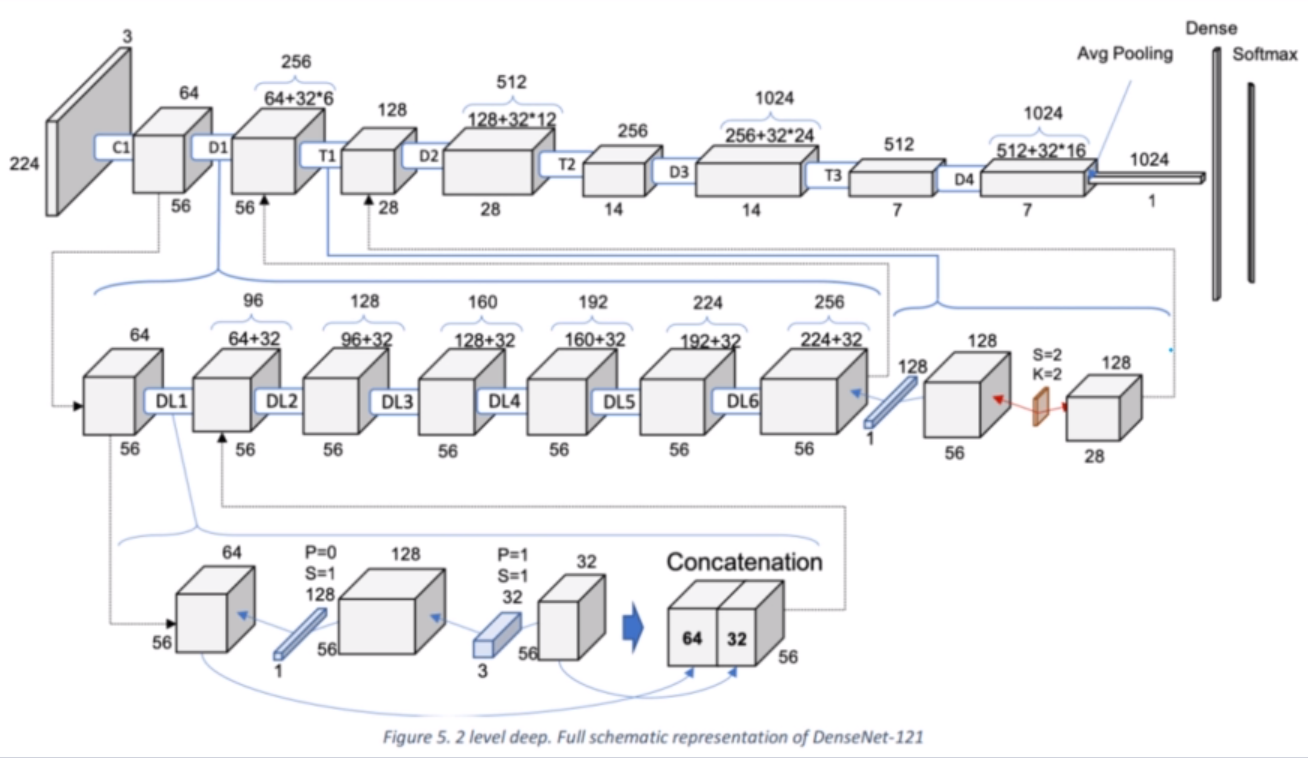 Dense
Avg Pooling
Softmax
3
64
256
64+32*6
128
512
128+32*12
256
1024
256+32*24
512
1024
512+32*16
1024
C1
D1
T1
D2
T2
D3
T3
D4
224
56
56
28
28
14
14
7
7
1
64
96
64+32
128
96+32
160
128+32
192
160+32
224
192+32
256
224+32
128
128
S=2
K=2
128
DL1
DL2
DL3
DL4
DL5
DL6
56
56
56
56
56
56
56
1
56
28
64
P=0
S=1
128
128
P=1
S=1
32
32
Concatenation
64
32
56
1
56
3
56
56
Figure 5. 2 level deep. Full schematic representation of DenseNet-121